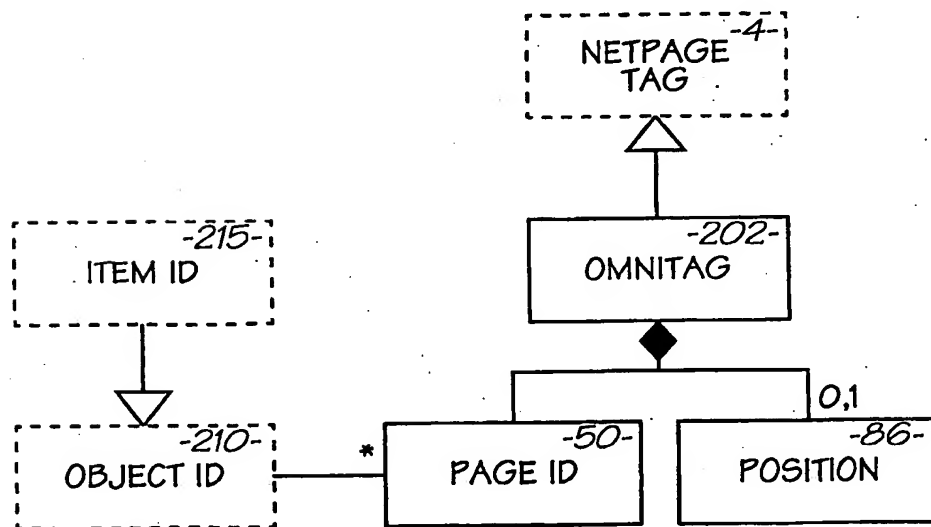 -4-
NETPAGE
TAG
-215-
ITEM ID
-202-
OMNITAG
0,1
-210-
OBJECT ID
*
-50-
PAGE ID
-86-
POSITION